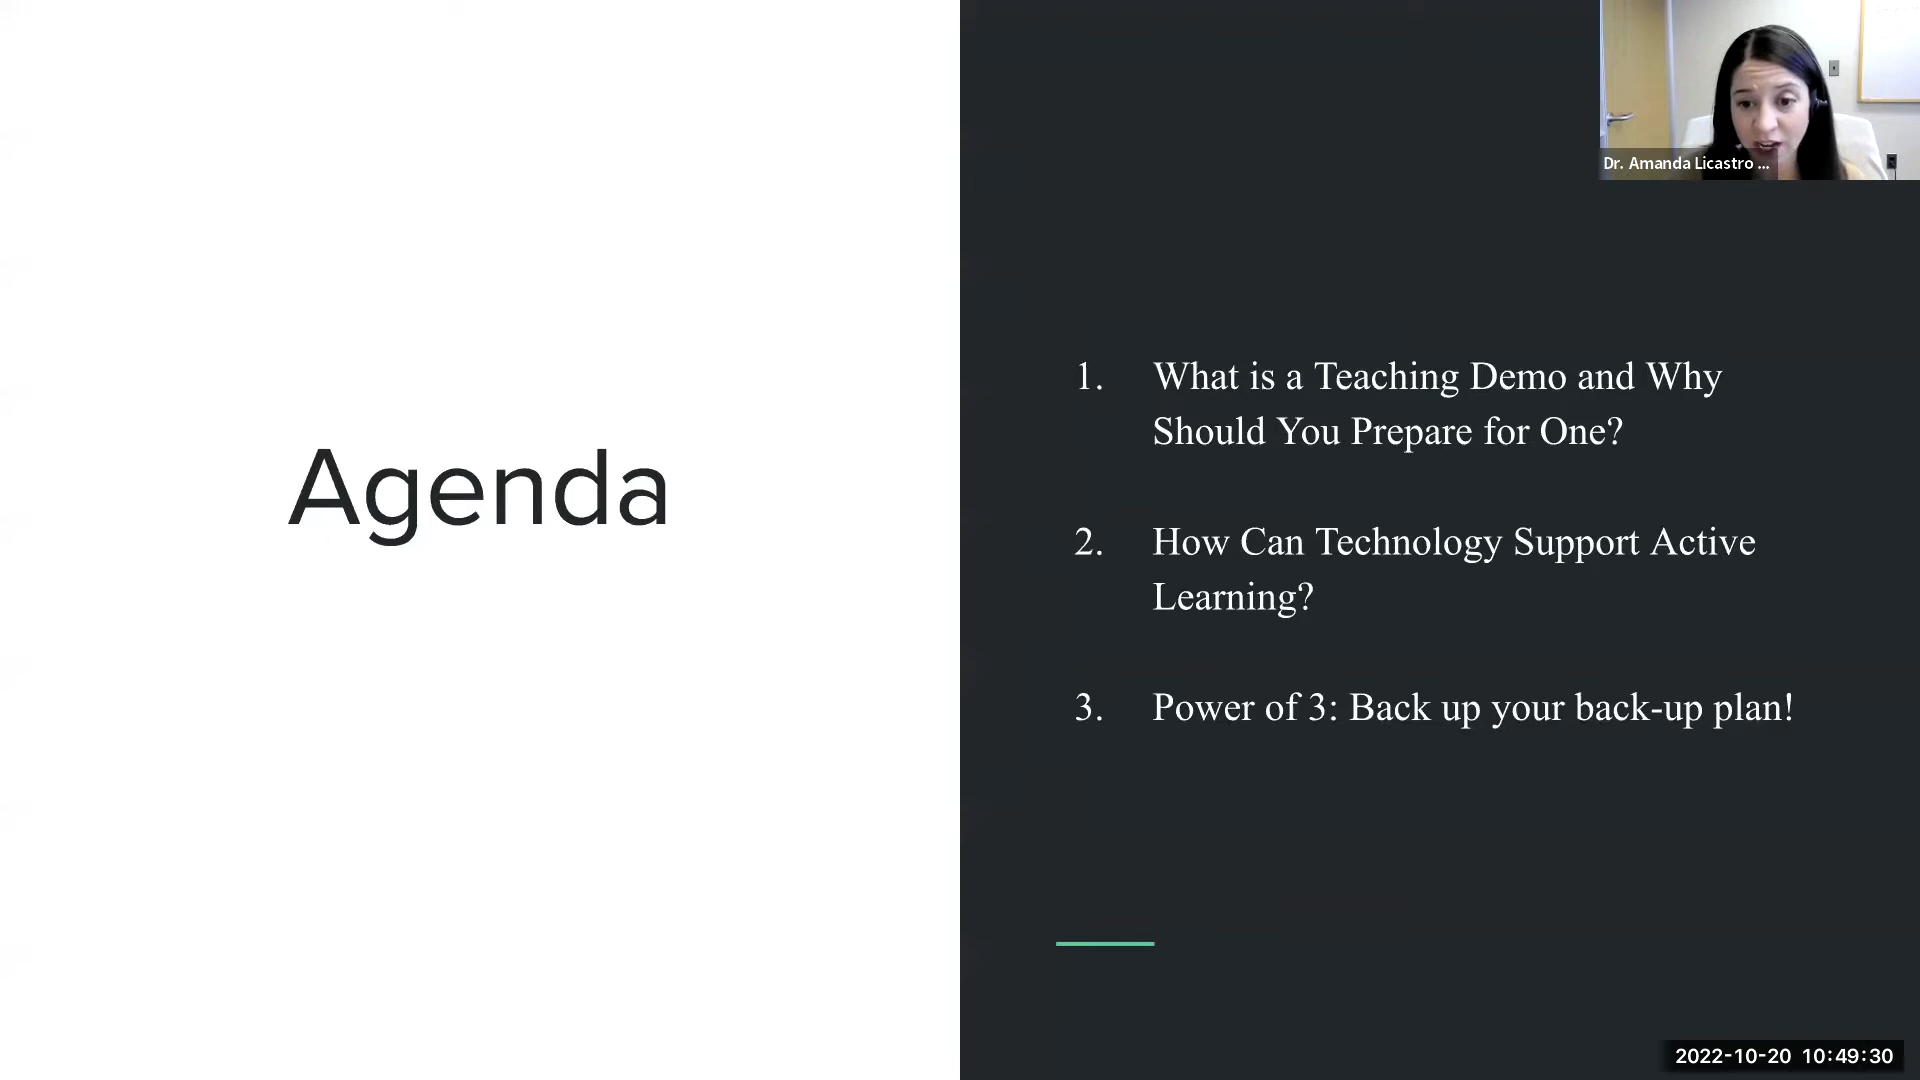 Dr. Amanda Licastro ...
Agenda
1. What is a Teaching Demo and Why
Should You Prepare for One?
2. How Can Technology Support Active
Learning?
3. Power of 3: Back up your back-up plan!
2022-10-20 10:49:30